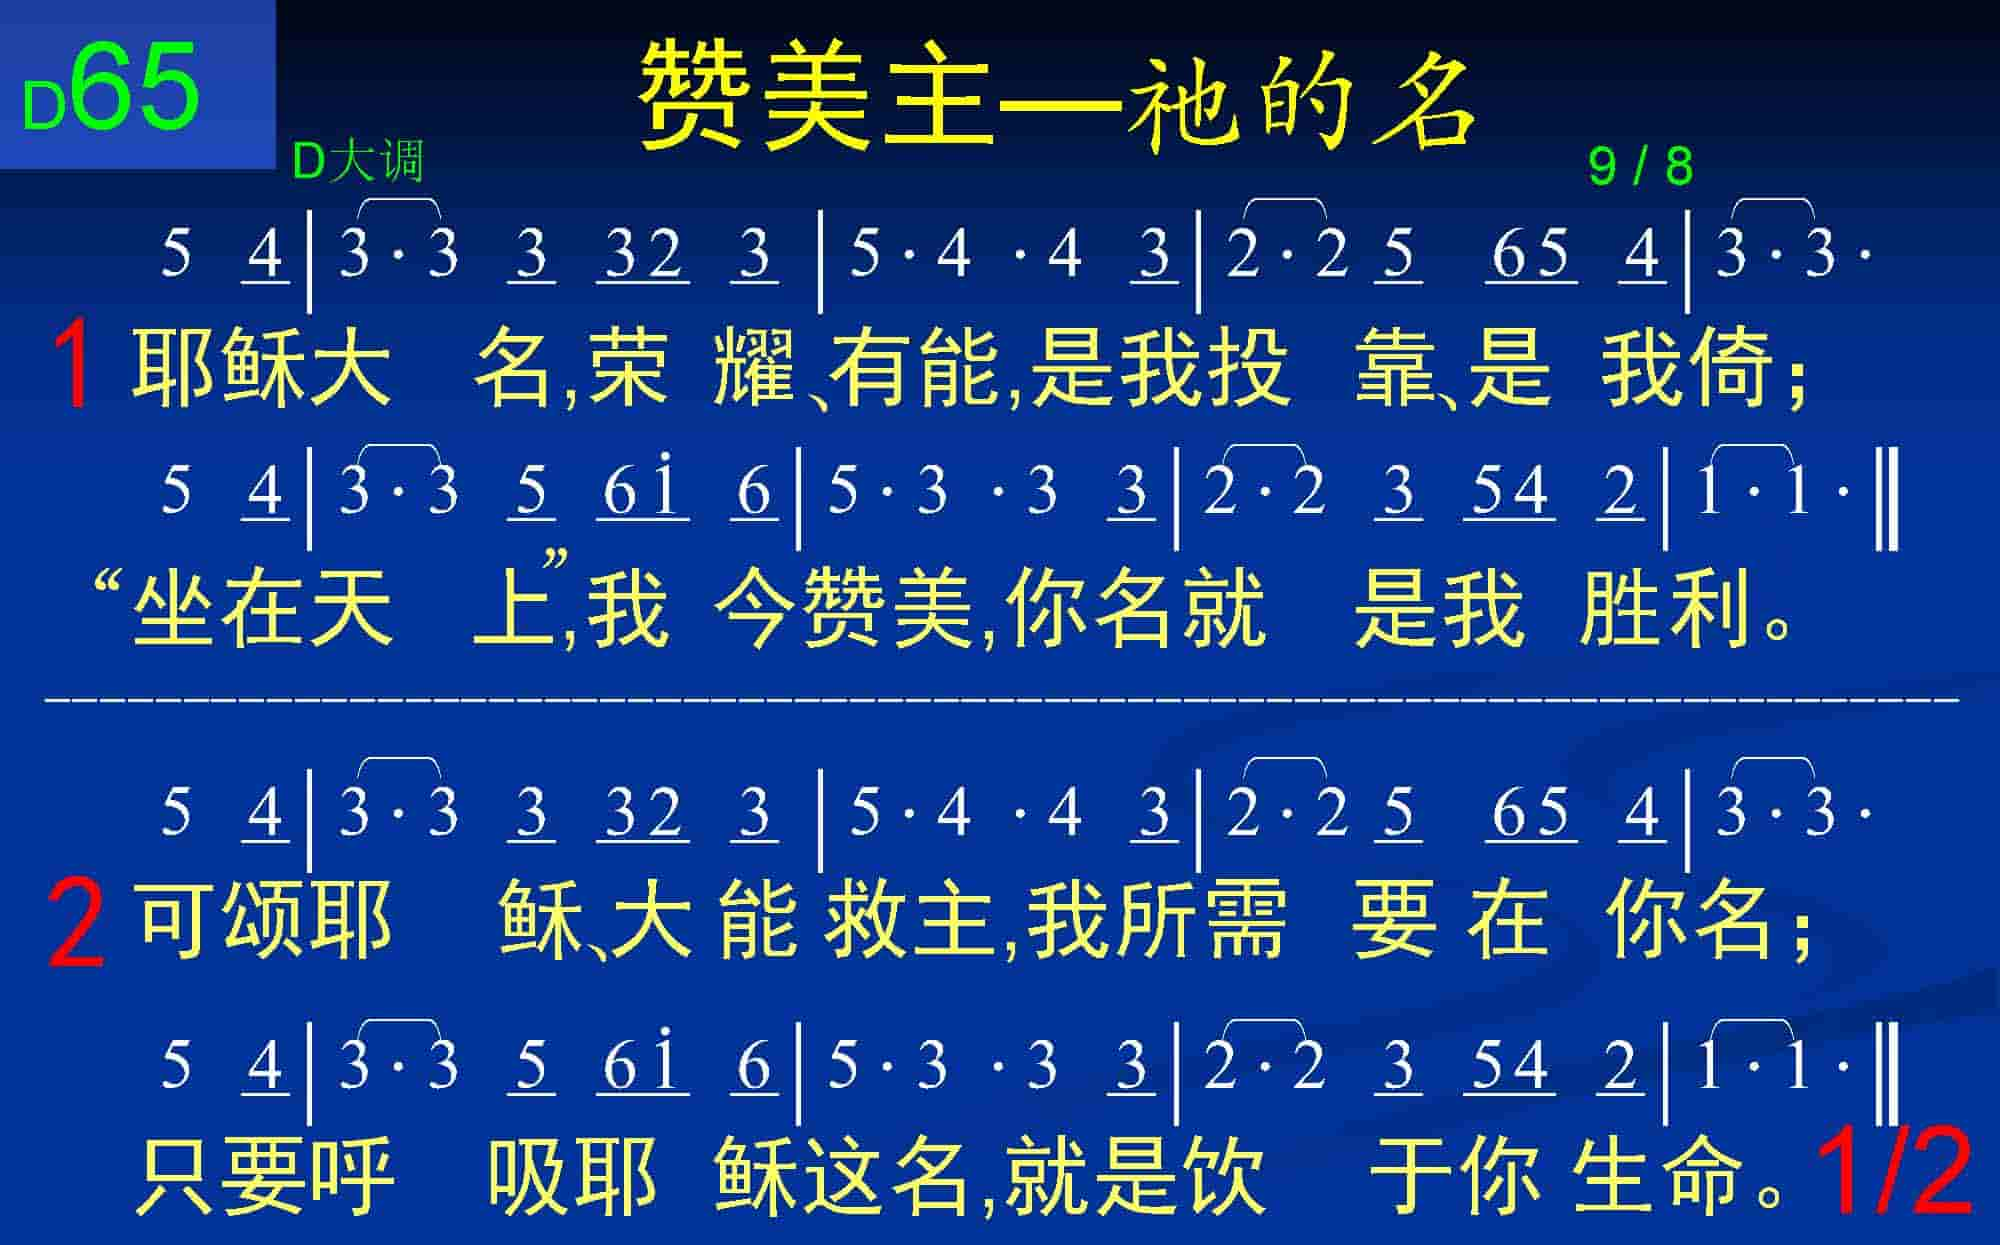 D65
赞美主—祂的名
D大调
9 / 8
5 4 | 3 · 3 3 32 3 | 5 · 4 · 4 3 | 2 · 2 5 65 4 | 3 · 3 ·
1 耶稣大 名,荣 耀、有能,是我投 靠、是 我倚;
5 4 | 3 · 3 5 6i 6 | 5 · 3 · 3 3 | 2 · 2 3 54 2 | 1 · 1 · ‖
“坐在天 上”,我 今赞美,你名就 是我 胜利。
5 4 | 3 · 3 3 32 3 | 5 · 4 · 4 3 | 2 · 2 5 65 4 | 3 · 3 ·
2 可颂耶 稣、大 能 救主,我所需 要 在 你名;
5 4 | 3 · 3 5 6i 6 | 5 · 3 · 3 3 | 2 · 2 3 54 2 | 1 · 1 · ‖
只要呼 吸耶 稣这名,就是饮 于你 生命。
1/2